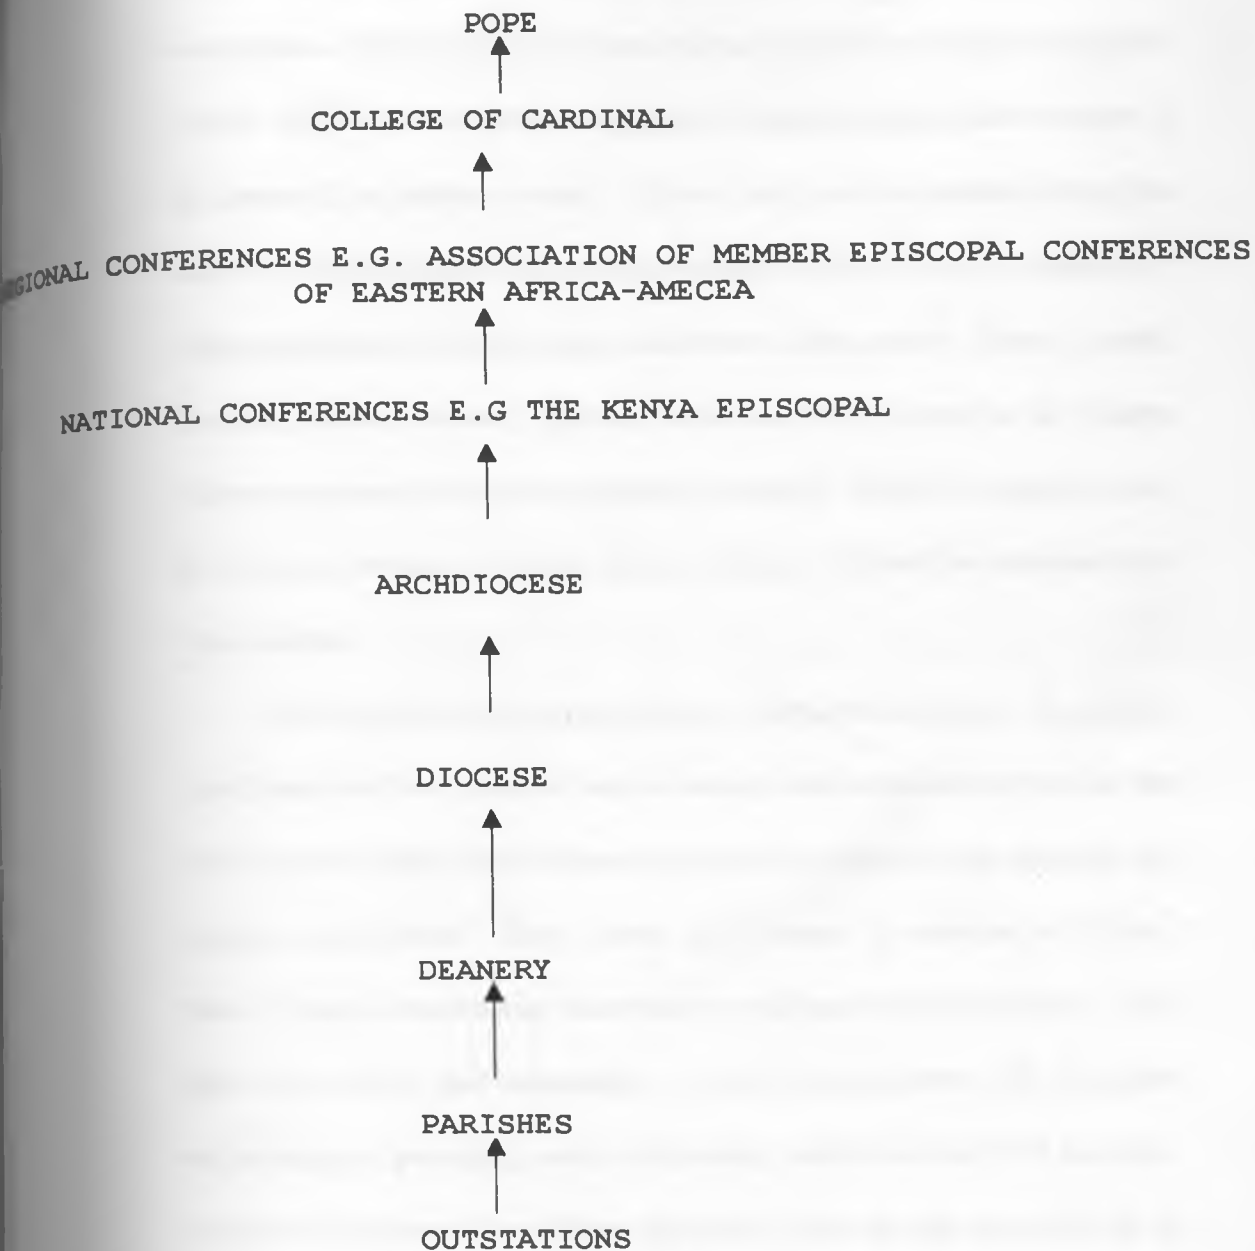 POPE
COLLEGE OF CARDINAL
REGIONAL CONFERENCES E.G. ASSOCIATION OF MEMBER EPISCOPAL CONFERENCES
OF EASTERN AFRICA-AMECEA
NATIONAL CONFERENCES E.G THE KENYA EPISCOPAL
ARCHDIOCESE
DIOCESE
DEANERY
PARISHES
OUTSTATIONS